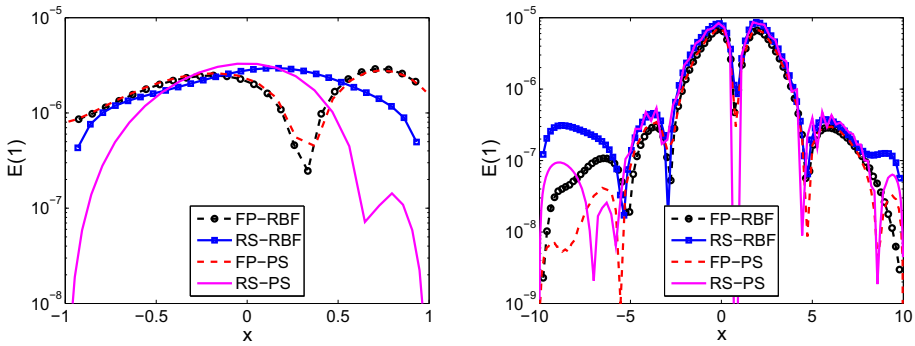 10^-5
10^-6
10^-7
10^-8
E(1)
−1
−0.5
0
0.5
1
x
FP−RBF
RS−RBF
FP−PS
RS−PS
10^-5
10^-6
10^-7
10^-8
10^-9
E(1)
−10
−5
0
5
10
x
FP−RBF
RS−RBF
FP−PS
RS−PS